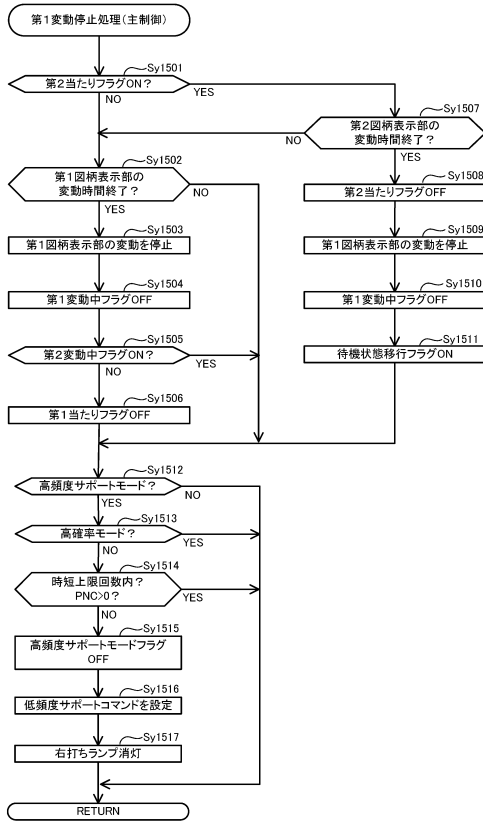 第1変動停止処理（主制御）
Sy1501
第2当たりフラグON？
NO
YES
Sy1507
第2図柄表示部の
変動時間終了？
NO
YES
Sy1502
第1図柄表示部の
変動時間終了？
NO
YES
Sy1508
第2当たりフラグOFF
Sy1503
第1図柄表示部の変動を停止
Sy1509
第1図柄表示部の変動を停止
Sy1504
第1変動中フラグOFF
Sy1510
第1変動中フラグOFF
Sy1505
第2変動中フラグON？
YES
NO
Sy1511
待機状態移行フラグON
Sy1506
第1当たりフラグOFF
Sy1512
高頻度サポートモード？
NO
YES
Sy1513
高確率モード？
YES
NO
Sy1514
時短上限回数内？
PNC>0？
YES
NO
Sy1515
高頻度サポートモードフラグ
OFF
Sy1516
低頻度サポートコマンドを設定
Sy1517
右打ちランプ消灯
RETURN